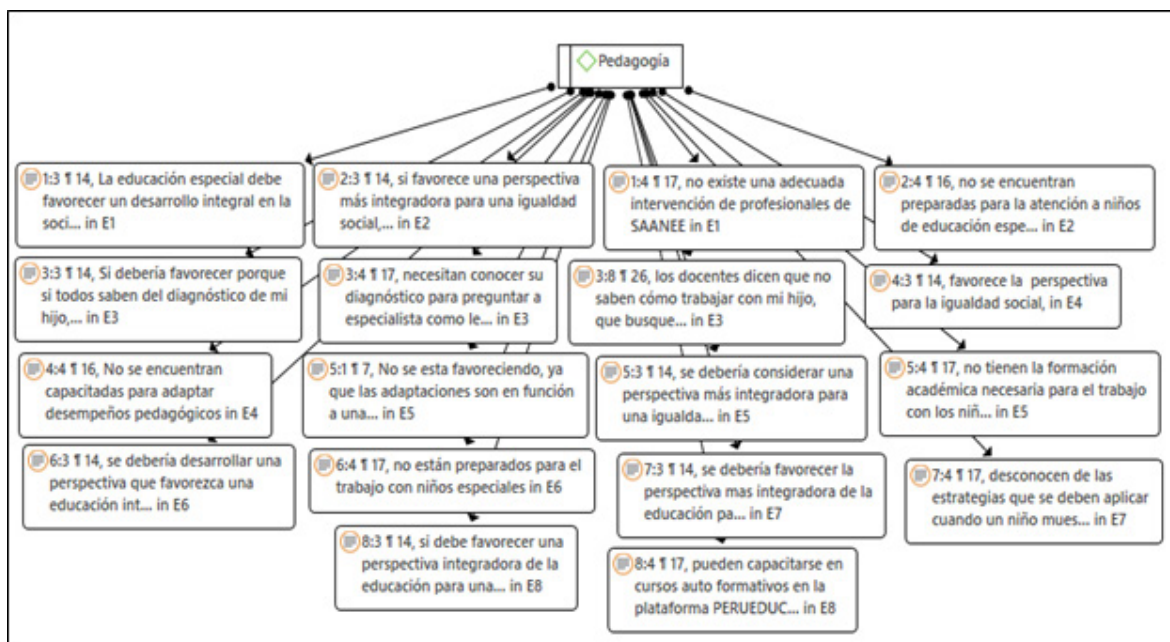 Pedagogía
1:3 ¶ 14, La educación especial debe
favorecer un desarrollo integral en la
soci... in E1
2:3 ¶ 14, si favorece una perspectiva
más integradora para una igualdad
social,... in E2
1:4 ¶ 17, no existe una adecuada
intervención de profesionales de
SAANEE in E1
2:4 ¶ 16, no se encuentran
preparadas para la atención a niños
de educación espe... in E2
3:3 ¶ 14, Si debería favorecer porque
si todos saben del diagnóstico de mi
hijo,... in E3
3:4 ¶ 17, necesitan conocer su
diagnóstico para preguntar a
especialista como le... in E3
3:8 ¶ 26, los docentes dicen que no
saben cómo trabajar con mi hijo,
que busque... in E3
4:3 ¶ 14, favorece la perspectiva
para la igualdad social, in E4
4:4 ¶ 16, No se encuentran
capacitadas para adaptar
desempeños pedagógicos in E4
5:1 ¶ 7, No se esta favoreciendo, ya
que las adaptaciones son en función
a una... in E5
5:3 ¶ 14, se debería considerar una
perspectiva más integradora para
una igualda... in E5
5:4 ¶ 17, no tienen la formación
académica necesaria para el trabajo
con los niñ... in E5
6:3 ¶ 14, se debería desarrollar una
perspectiva que favorezca una
educación int... in E6
6:4 ¶ 17, no están preparados para el
trabajo con niños especiales in E6
7:3 ¶ 14, se debería favorecer la
perspectiva mas integradora de la
educación pa... in E7
7:4 ¶ 17, desconocen de las
estrategias que se deben aplicar
cuando un niño mues... in E7
8:3 ¶ 14, si debe favorecer una
perspectiva integradora de la
educación para una... in E8
8:4 ¶ 17, pueden capacitarse en
cursos auto formativos en la
plataforma PERUEDUC... in E8